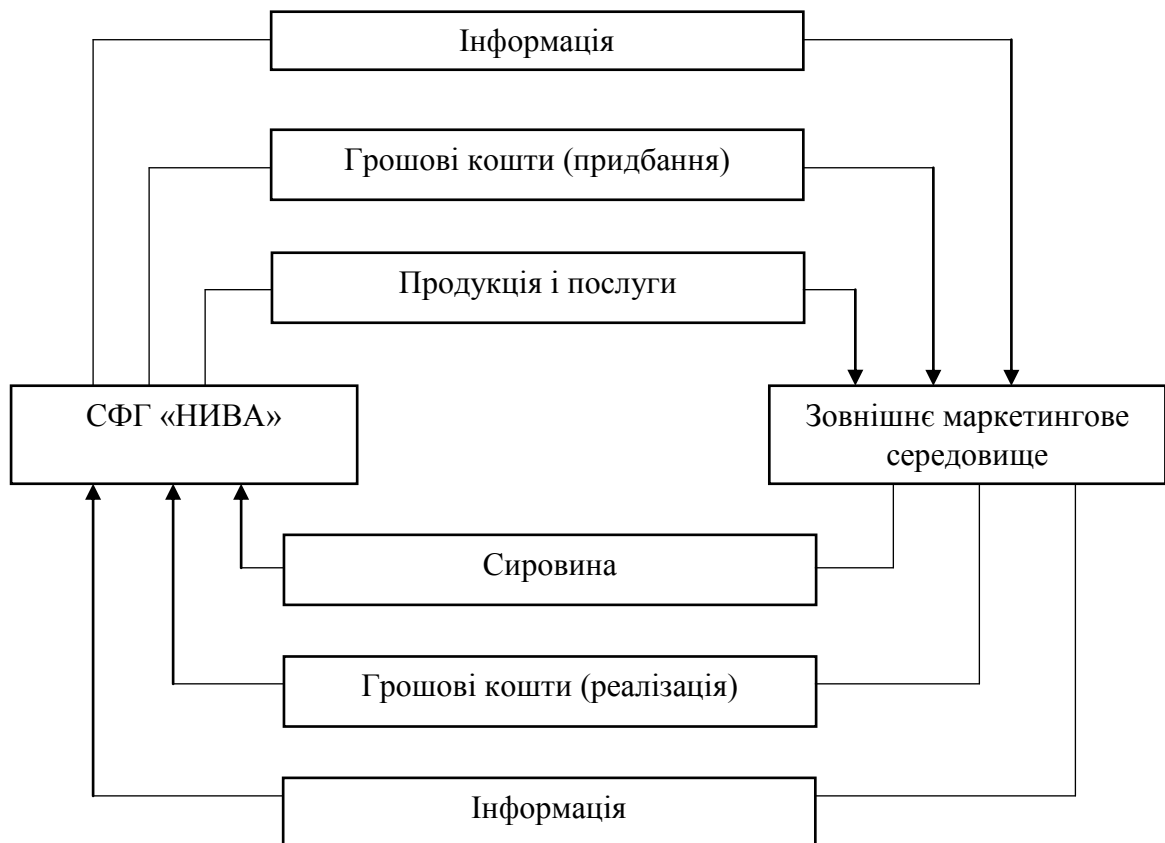 Інформація
Грошові кошти (придбання)
Продукція і послуги
СФГ «НИВА»
Зовнішнє маркетингове
середовище
Сировина
Грошові кошти (реалізація)
Інформація